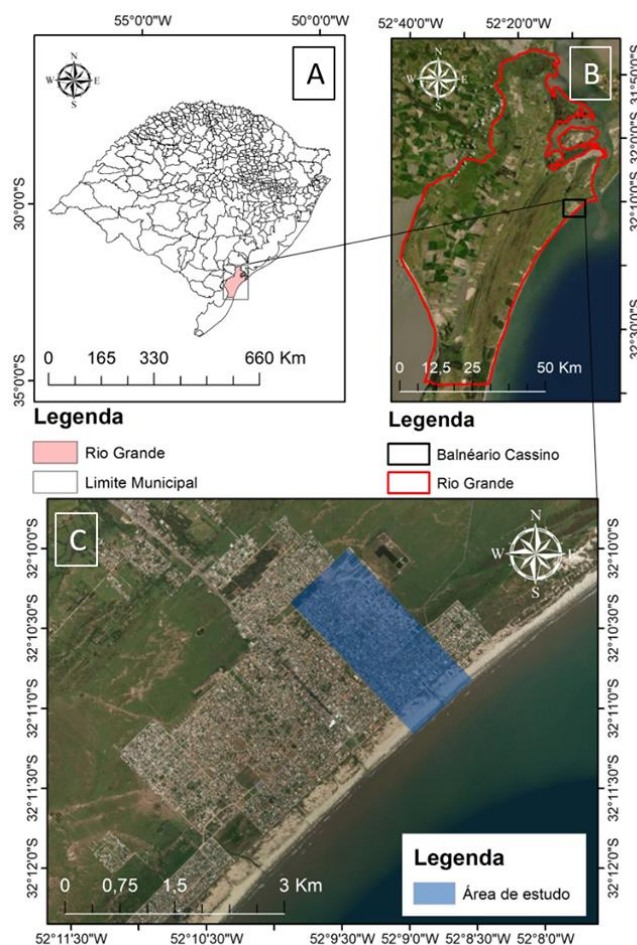 55°0'0"O
50°0'0"O
A
N
W
E
S
30°0'0"S
35°0'0"S
0
165
330
660 Km
Legenda
Rio Grande
Limite Municipal
52°40'0"O
52°20'0"O
B
N
W
E
S
31°50'0"S
32°0'0"S
32°10'0"S
32°30'0"S
0
12,5
25
50 Km
Legenda
Balnéario Cassino
Rio Grande
C
N
W
E
S
32°10'0"S
32°10'30"S
32°11'0"S
32°11'30"S
32°12'0"S
32°10'0"S
32°10'30"S
32°11'0"S
32°11'30"S
32°12'0"S
0
0,75
1,5
3 Km
Legenda
Área de estudo
52°11'30"O
52°10'30"O
52°9'30"O
52°8'30"O
52°8'0"O